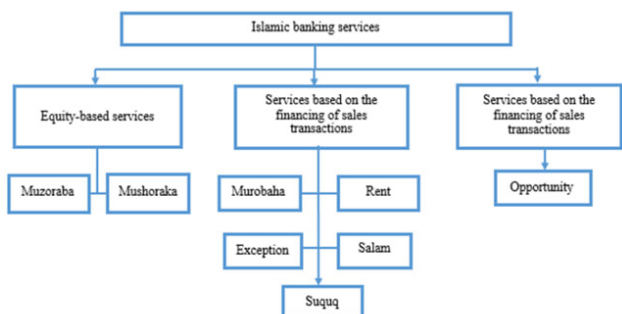 Islamic banking services
Equity-based services
Services based on the
financing of sales
transactions
Services based on the
financing of sales
transactions
Muzoraba
Mushoraka
Murobaha
Rent
Opportunity
Exception
Salam
Suquq